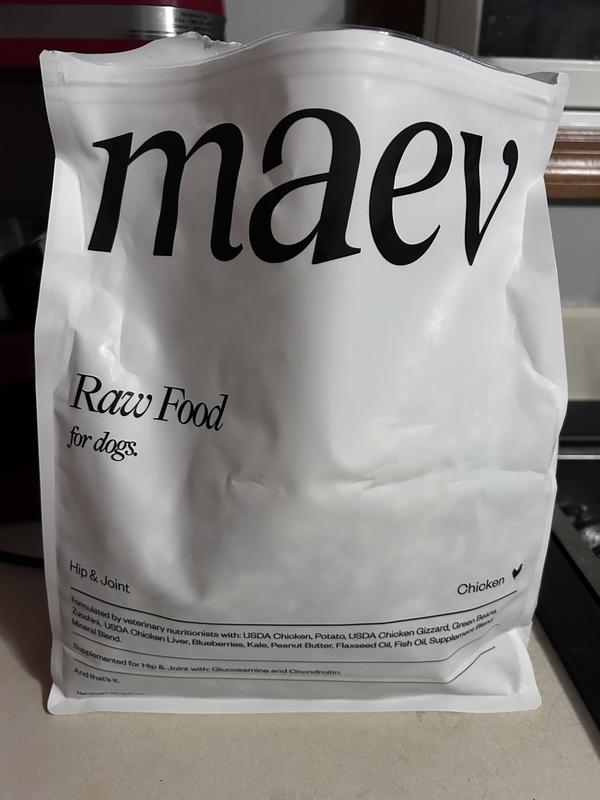 maev
Raw Food
for dogs.
Hip & Joint
Chicken
Formulated by veterinary nutritionists with: USDA Chicken, Potato, USDA Chicken Gizzard, Green Beans,
Zucchini, USDA Chicken Liver, Blueberries, Kale, Peanut Butter, Flaxseed Oil, Fish Oil, Supplement Blend,
Mineral Blend.
Supplemented for Hip & Joint with: Glucosamine and Chondroitin.
And that's it.